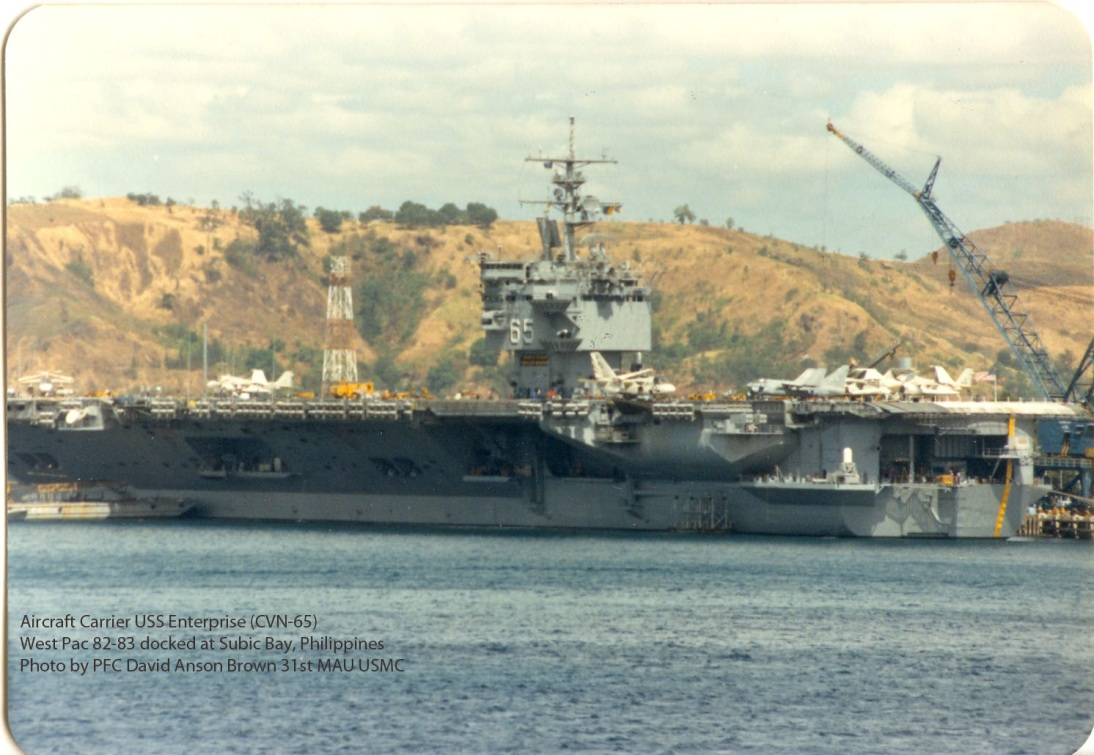 65
Aircraft Carrier USS Enterprise (CVN-65)
West Pac 82-83 docked at Subic Bay, Philippines
Photo by PFC David Anson Brown 31st MAU USMC